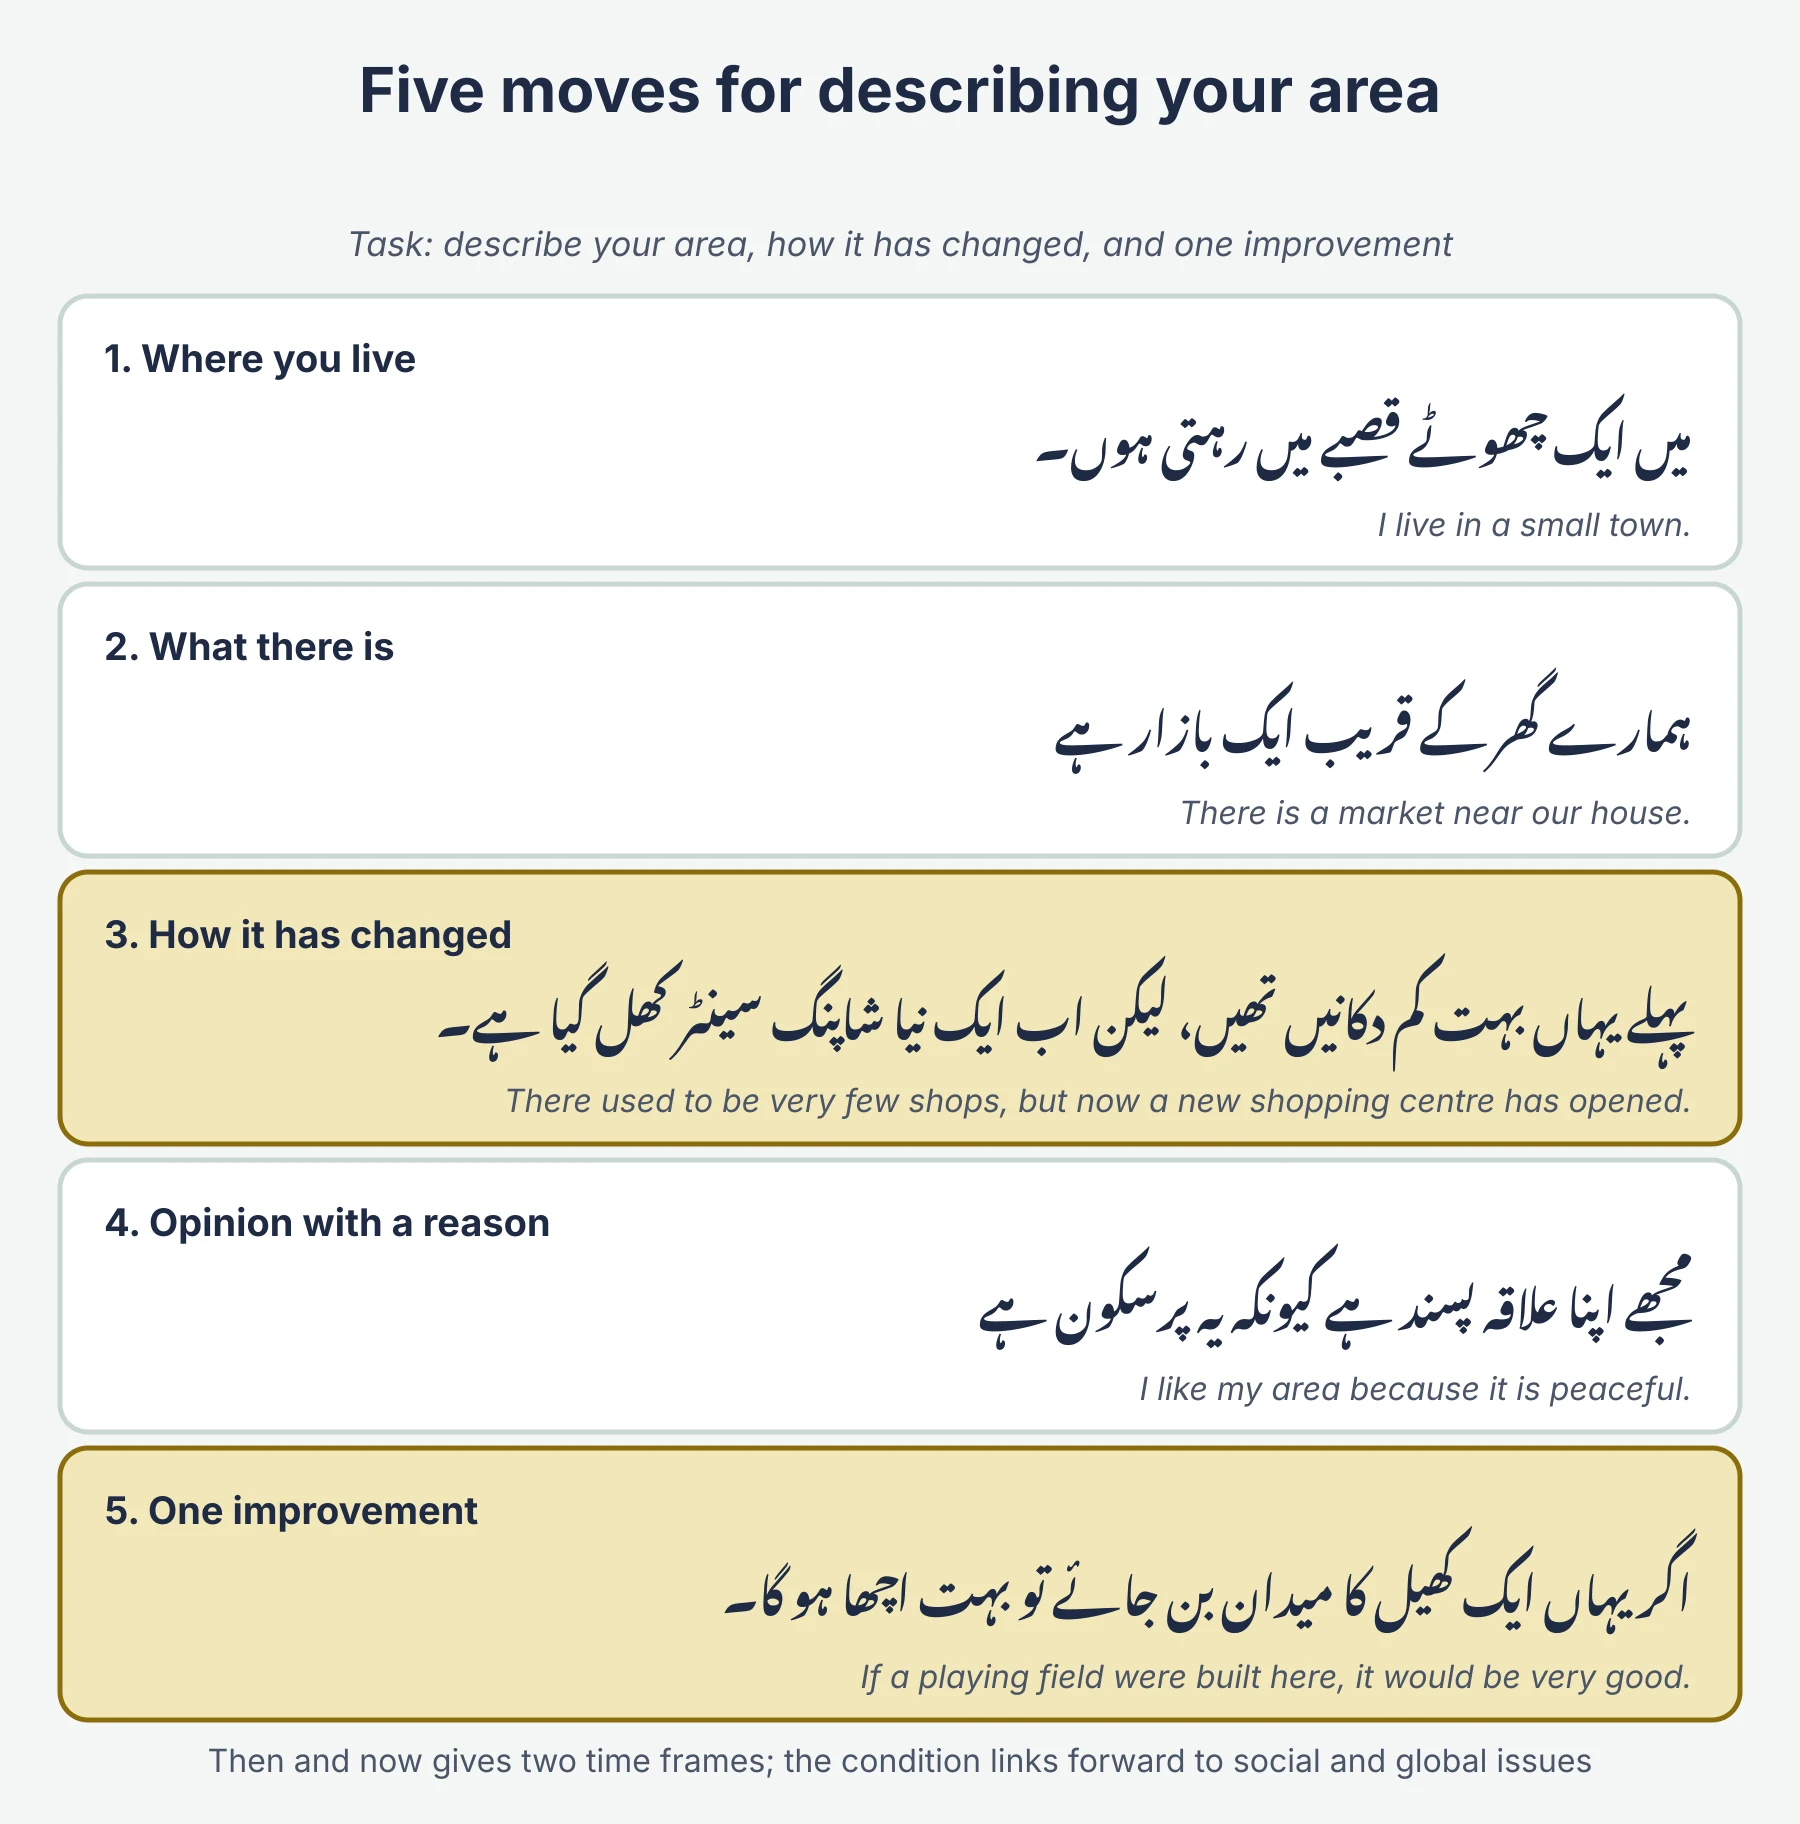 Five moves for describing your area
Task: describe your area, how it has changed, and one improvement
1. Where you live
میں ایک چھوٹے قصبے میں رہتی ہوں۔
I live in a small town.
2. What there is
ہمارے گھر کے قریب ایک بازار ہے
There is a market near our house.
3. How it has changed
پہلے یہاں بہت کم دکانیں تھیں، لیکن اب ایک نیا شاپنگ سینٹر کھل گیا ہے۔
There used to be very few shops, but now a new shopping centre has opened.
4. Opinion with a reason
مجھے اپنا علاقہ پسند ہے کیونکہ یہ پرسکون ہے
I like my area because it is peaceful.
5. One improvement
اگر یہاں ایک کھیل کا میدان بن جائے تو بہت اچھا ہو گا۔
If a playing field were built here, it would be very good.
Then and now gives two time frames; the condition links forward to social and global issues